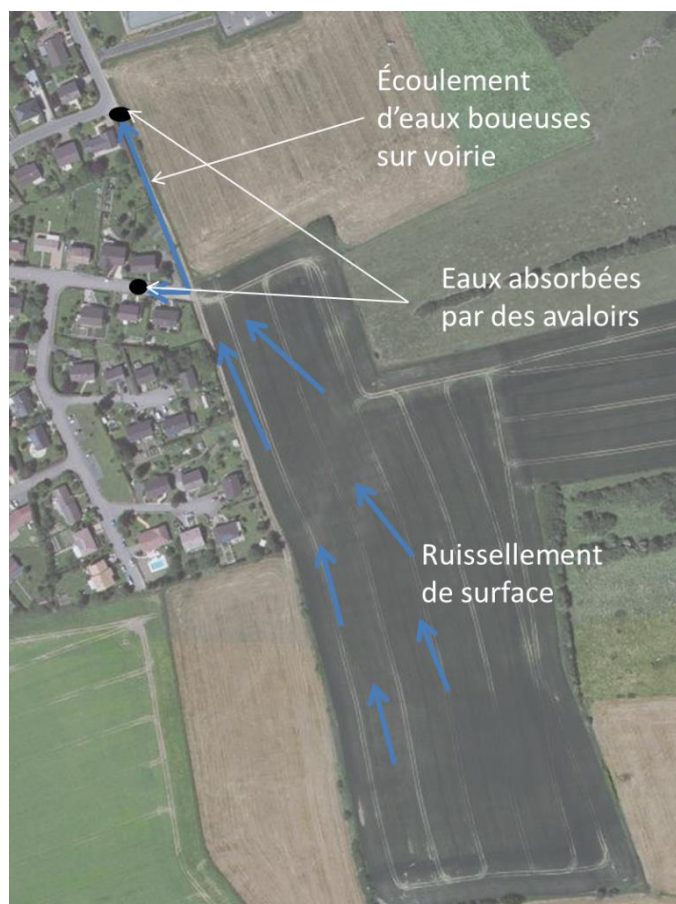 Écoulement
d'eaux boueuses
sur voirie
Eaux absorbées
par des avaloirs
Ruissellement
de surface